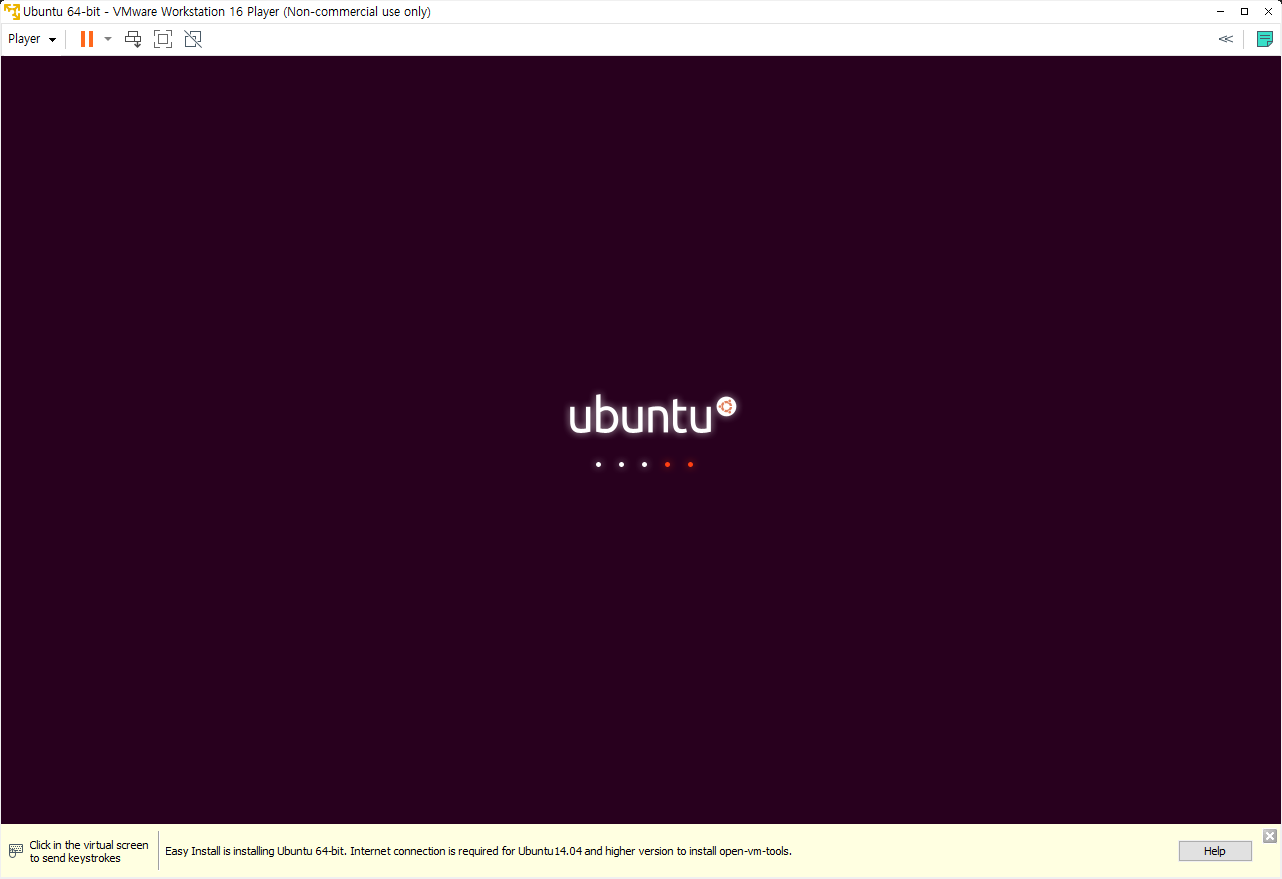 Ubuntu 64-bit - VMware Workstation 16 Player (Non-commercial use only)
Player
ubuntu
Click in the virtual screen
to send keystrokes
Easy Install is installing Ubuntu 64-bit. Internet connection is required for Ubuntu14.04 and higher version to install open-vm-tools.
Help